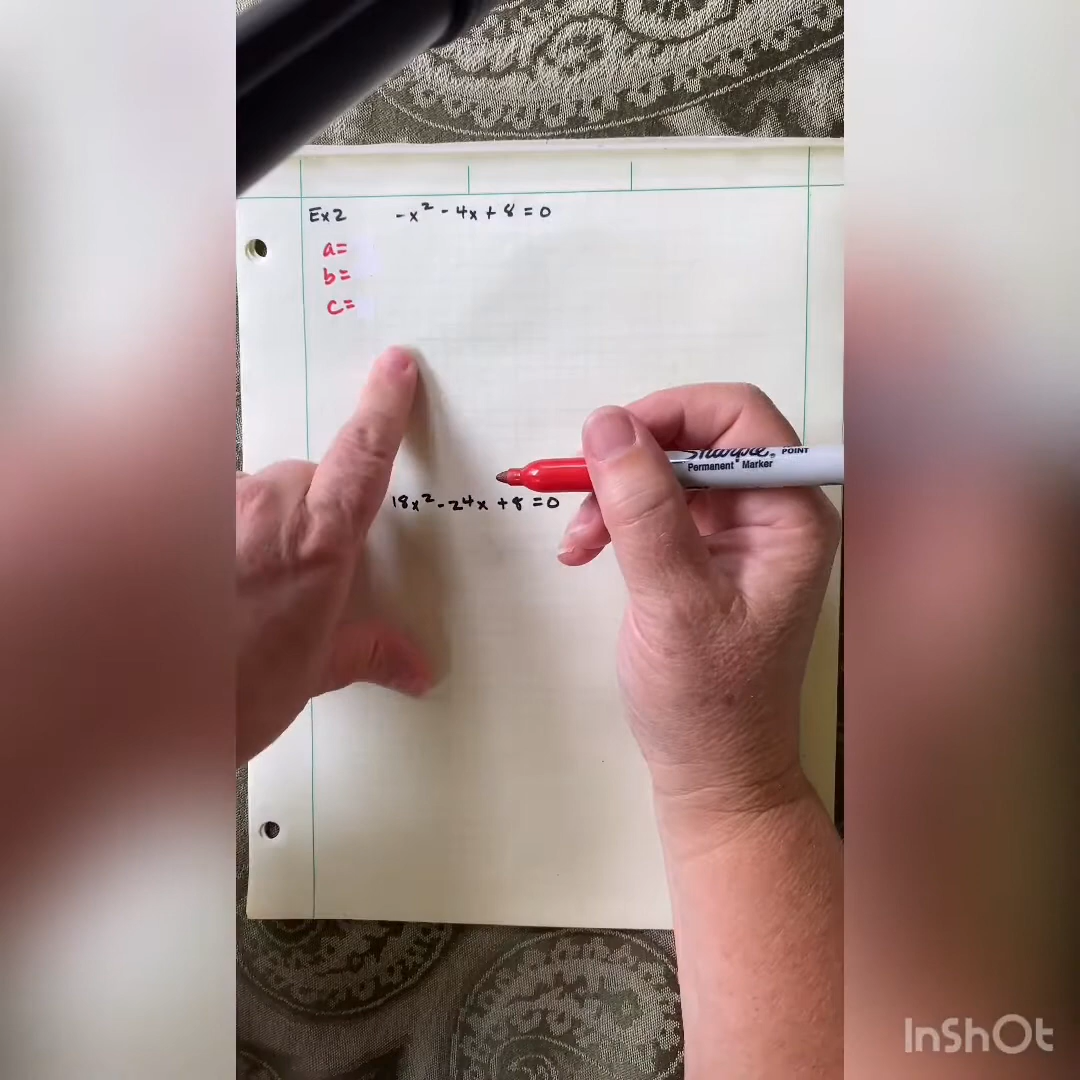 Ex 2 -x² - 4x + 8 = 0
a=
b=
c=
Sharpie. POINT
Permanent Marker
18x² - 24x + 8 = 0
InShOt